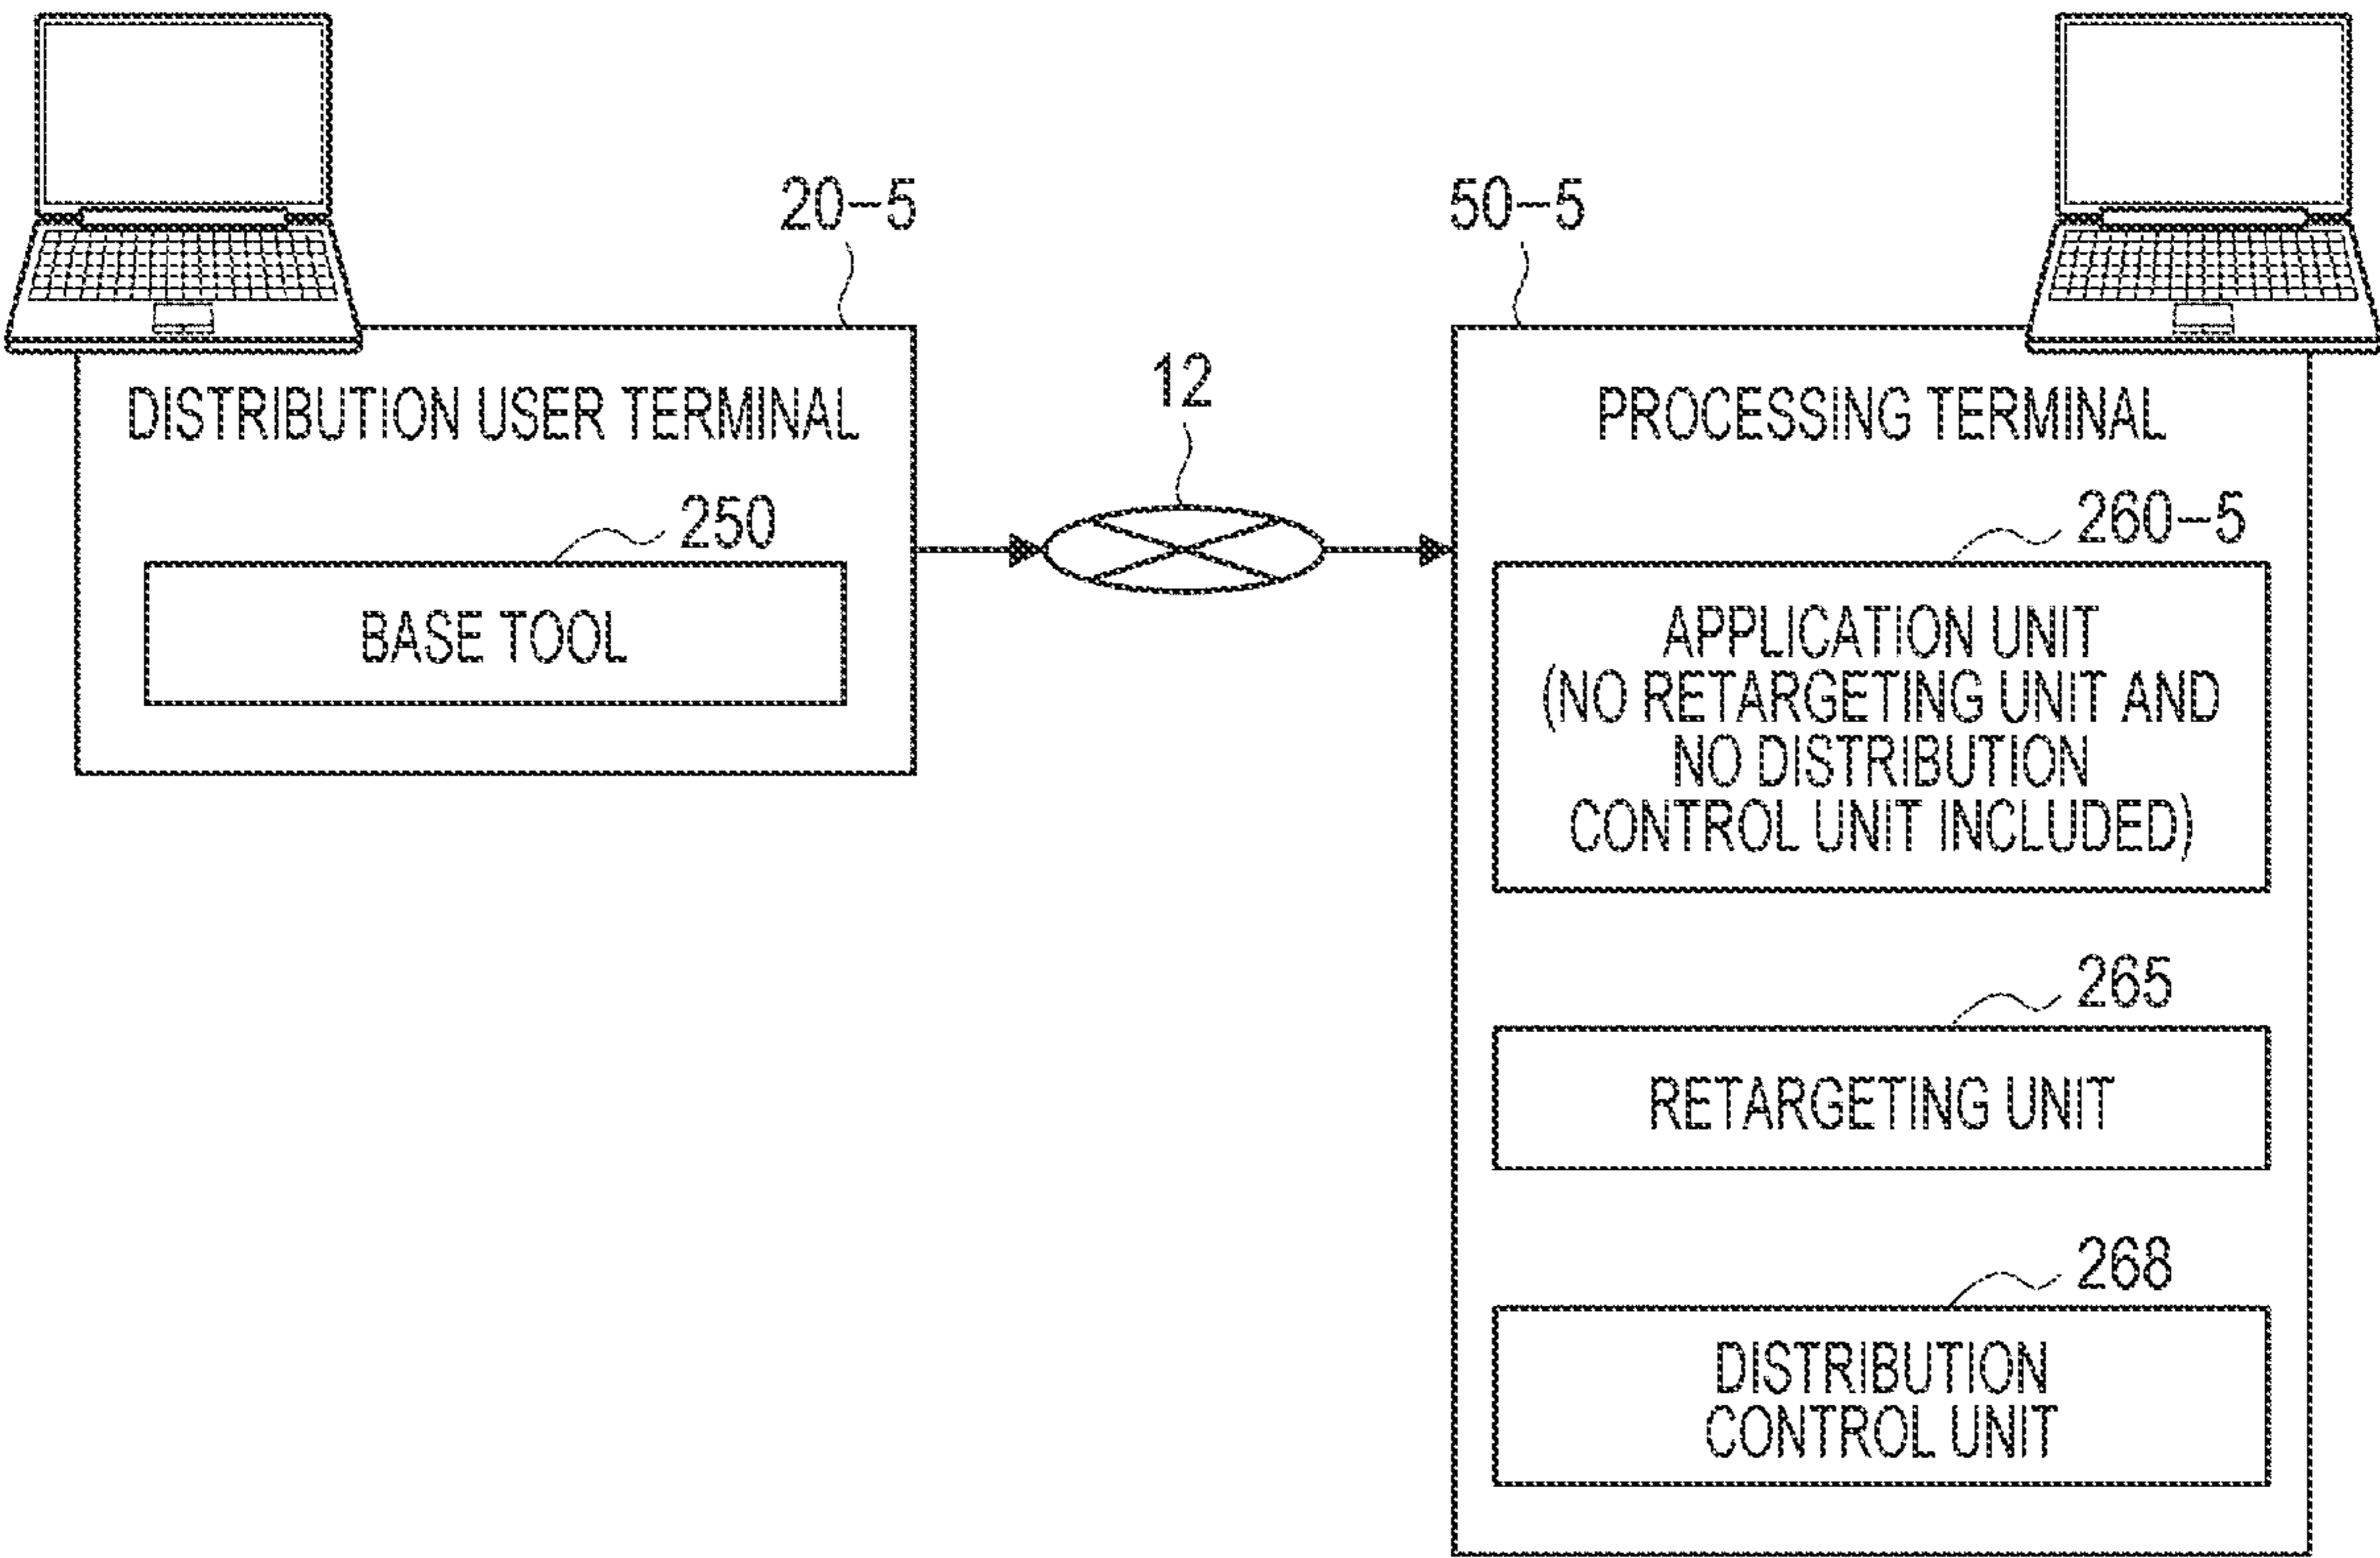 20-5
50-5
12
DISTRIBUTION USER TERMINAL
250
BASE TOOL
PROCESSING TERMINAL
260-5
APPLICATION UNIT
(NO RETARGETING UNIT AND
NO DISTRIBUTION
CONTROL UNIT INCLUDED)
265
RETARGETING UNIT
268
DISTRIBUTION
CONTROL UNIT